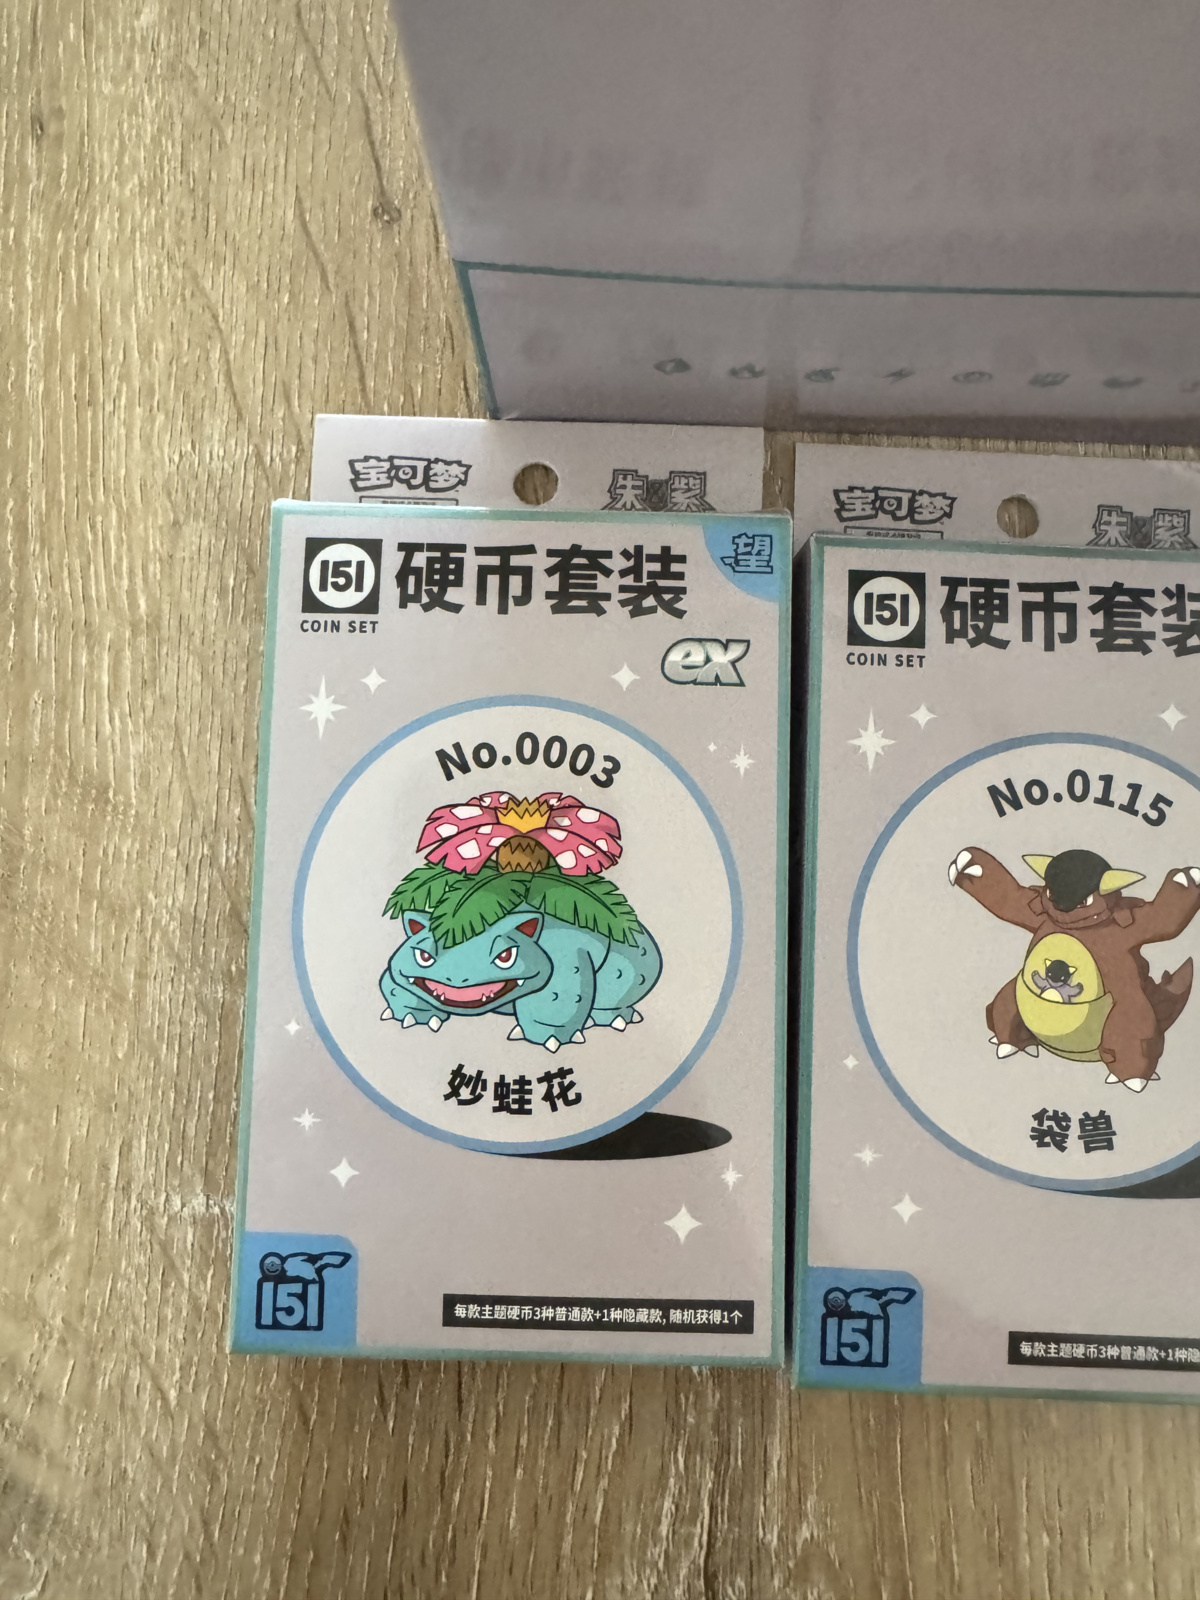 宝可梦
朱 紫
151
COIN SET
硬币套装
望
ex
No.0003
妙蛙花
151
每款主题硬币3种普通款+1种隐藏款, 随机获得1个
宝可梦
朱 紫
151
COIN SET
硬币套装
No.0115
袋兽
151
每款主题硬币3种普通款+1种隐